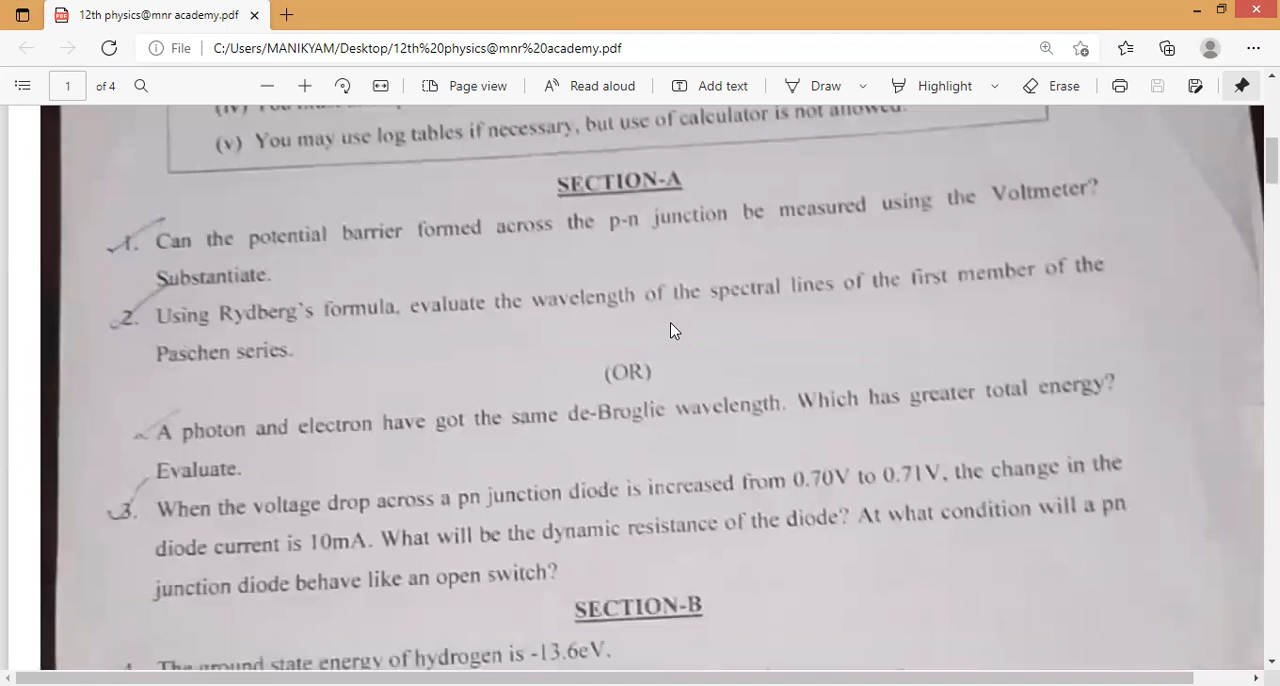 12th physics@mnr academy.pdf
File C:/Users/MANIKYAM/Desktop/12th%20physics@mnr%20academy.pdf
1 of 4 Page view Read aloud Add text Draw Highlight Erase
(iv) You must
(v) You may use log tables if necessary, but use of calculator is not allowed.
SECTION-A
1. Can the potential barrier formed across the p-n junction be measured using the Voltmeter?
Substantiate.
2. Using Rydberg's formula, evaluate the wavelength of the spectral lines of the first member of the
Paschen series.
(OR)
A photon and electron have got the same de-Broglie wavelength. Which has greater total energy?
Evaluate.
3. When the voltage drop across a pn junction diode is increased from 0.70V to 0.71V, the change in the
diode current is 10mA. What will be the dynamic resistance of the diode? At what condition will a pn
junction diode behave like an open switch?
SECTION-B
The ground state energy of hydrogen is -13.6eV.